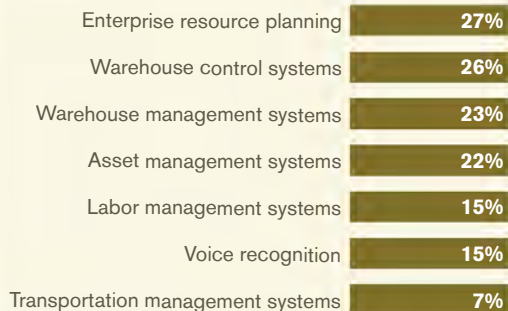 Enterprise resource planning 27%
Warehouse control systems 26%
Warehouse management systems 23%
Asset management systems 22%
Labor management systems 15%
Voice recognition 15%
Transportation management systems 7%